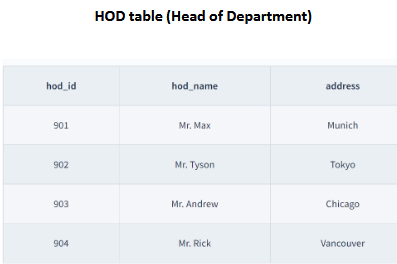 HOD table (Head of Department)
hod_id hod_name address
901 Mr. Max Munich
902 Mr. Tyson Tokyo
903 Mr. Andrew Chicago
904 Mr. Rick Vancouver